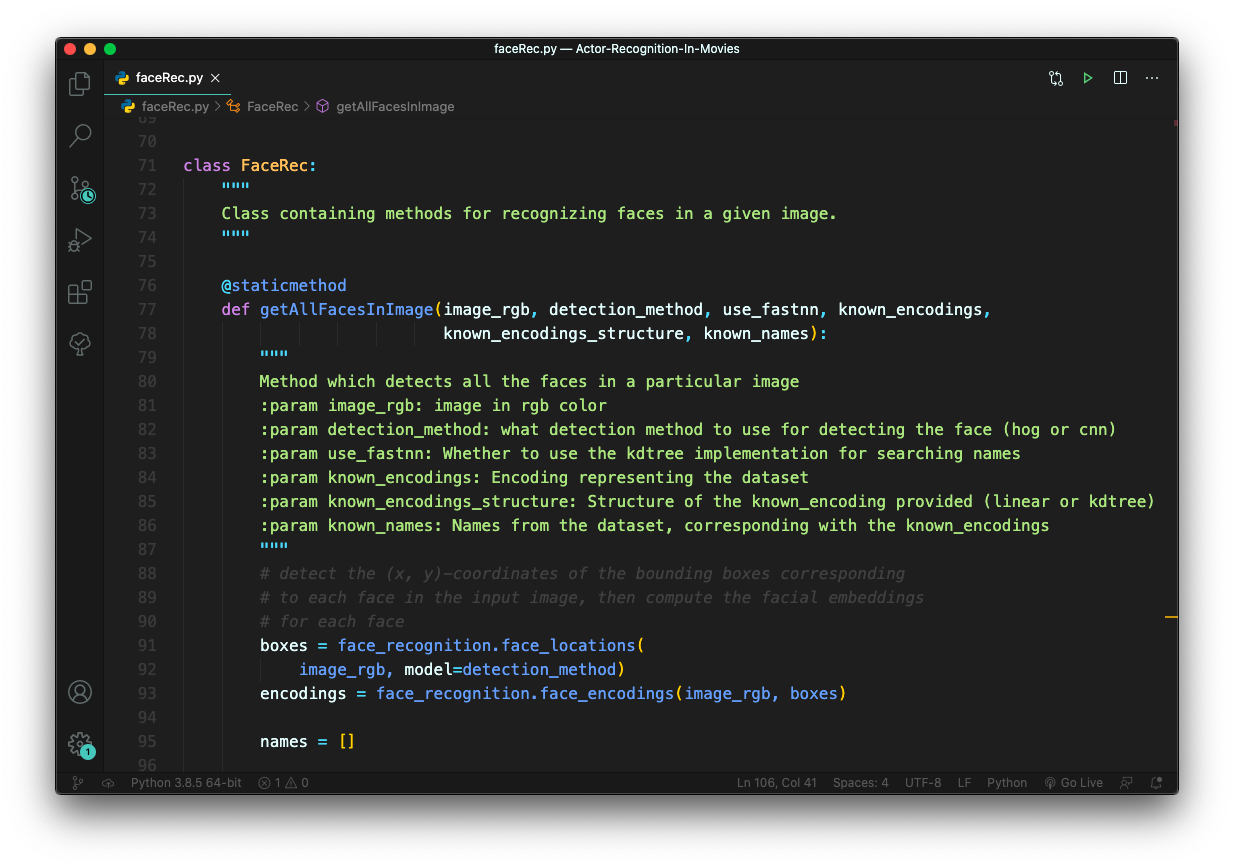 faceRec.py — Actor-Recognition-In-Movies
faceRec.py
faceRec.py > FaceRec > getAllFacesInImage
69
70
71 class FaceRec:
72 """
73 Class containing methods for recognizing faces in a given image.
74 """
75
76 @staticmethod
77 def getAllFacesInImage(image_rgb, detection_method, use_fastnn, known_encodings,
78 known_encodings_structure, known_names):
79 """
80 Method which detects all the faces in a particular image
81 :param image_rgb: image in rgb color
82 :param detection_method: what detection method to use for detecting the face (hog or cnn)
83 :param use_fastnn: Whether to use the kdtree implementation for searching names
84 :param known_encodings: Encoding representing the dataset
85 :param known_encodings_structure: Structure of the known_encoding provided (linear or kdtree)
86 :param known_names: Names from the dataset, corresponding with the known_encodings
87 """
88 # detect the (x, y)-coordinates of the bounding boxes corresponding
89 # to each face in the input image, then compute the facial embeddings
90 # for each face
91 boxes = face_recognition.face_locations(
92 image_rgb, model=detection_method)
93 encodings = face_recognition.face_encodings(image_rgb, boxes)
94
95 names = []
96
1
Python 3.8.5 64-bit 1 0 Ln 106, Col 41 Spaces: 4 UTF-8 LF Python Go Live